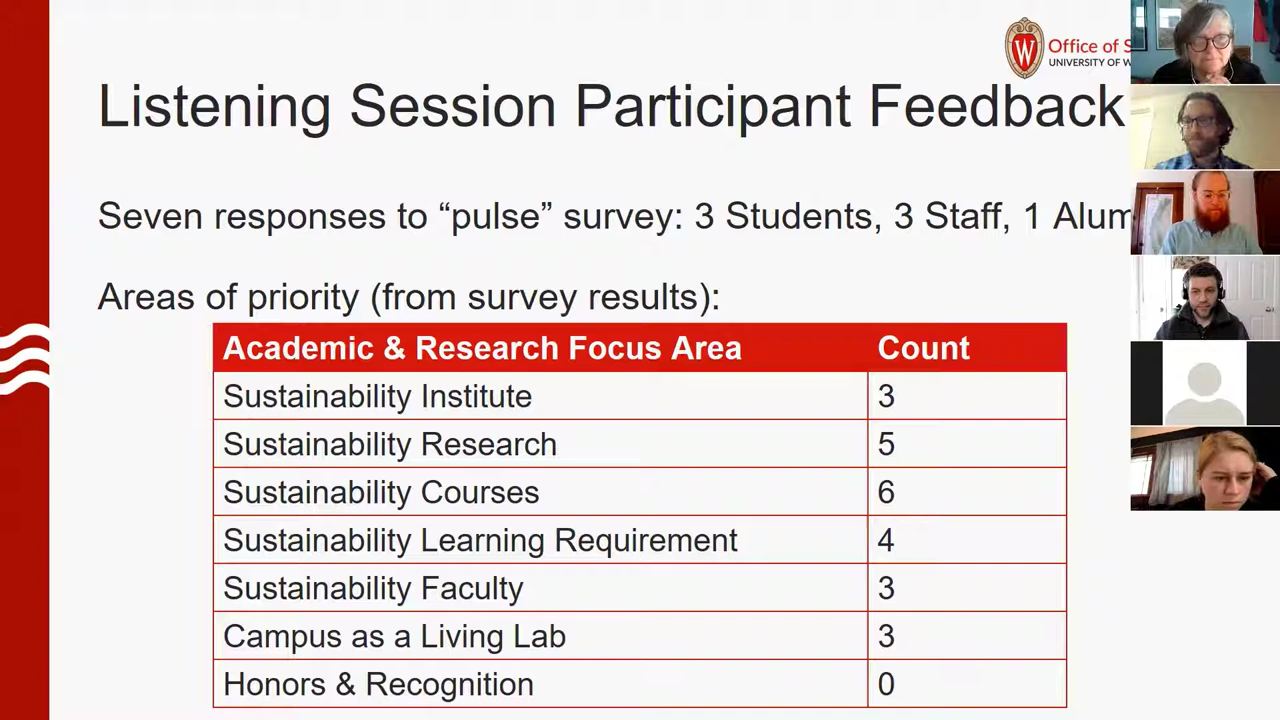 Office of
UNIVERSITY OF
Listening Session Participant Feedback
Seven responses to “pulse” survey: 3 Students, 3 Staff, 1
Areas of priority (from survey results):
Academic & Research Focus Area Count
Sustainability Institute 3
Sustainability Research 5
Sustainability Courses 6
Sustainability Learning Requirement 4
Sustainability Faculty 3
Campus as a Living Lab 3
Honors & Recognition 0